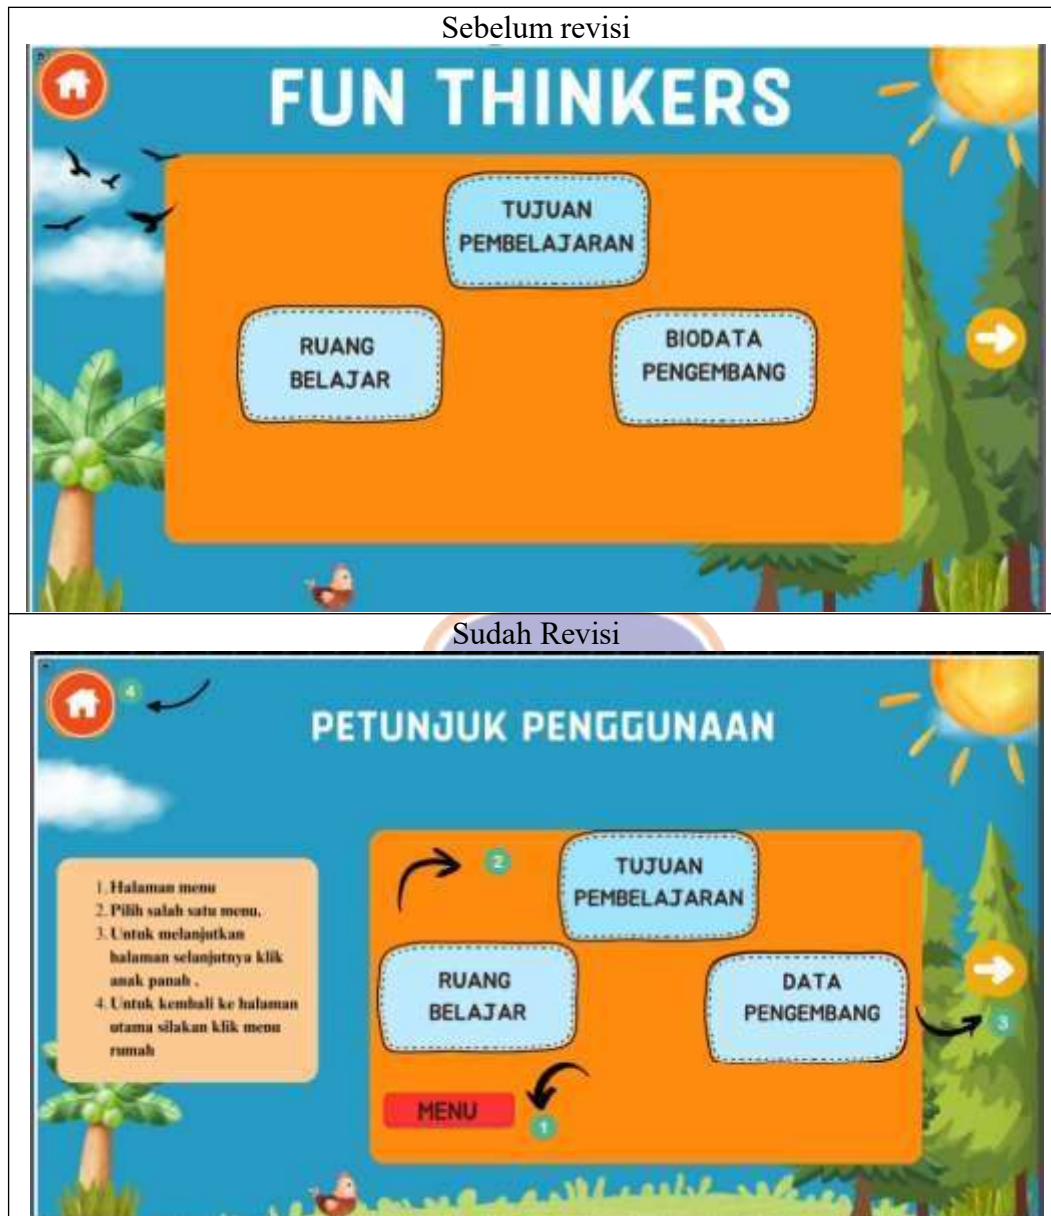 Sebelum revisi
FUN THINKERS
TUJUAN
PEMBELAJARAN
RUANG
BELAJAR
BIODATA
PENGEMBANG
Sudah Revisi
4
PETUNJUK PENGGUNAAN
1. Halaman menu
2. Pilih salah satu menu.
3. Untuk melanjutkan
halaman selanjutnya klik
anak panah .
4. Untuk kembali ke halaman
utama silakan klik menu
rumah
2
TUJUAN
PEMBELAJARAN
RUANG
BELAJAR
DATA
PENGEMBANG
3
MENU
1